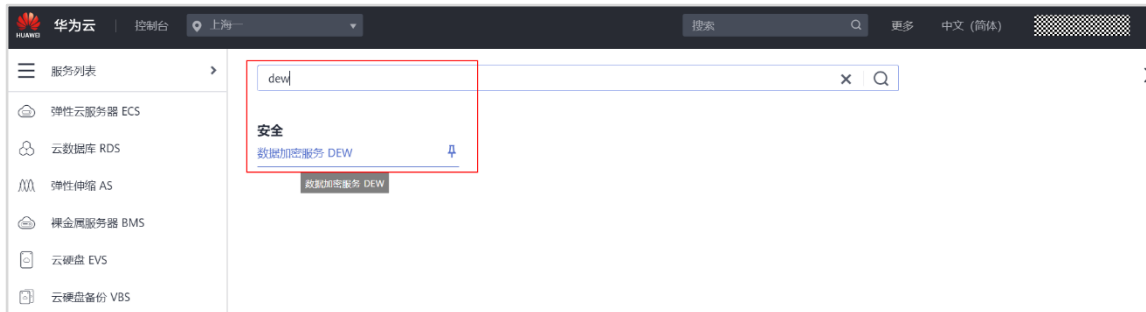 HUAWEI 华为云 控制台 上海一 搜索 更多 中文 (简体)
服务列表
dew
弹性云服务器 ECS
安全
云数据库 RDS
数据加密服务 DEW
弹性伸缩 AS
数据加密服务 DEW
裸金属服务器 BMS
云硬盘 EVS
云硬盘备份 VBS